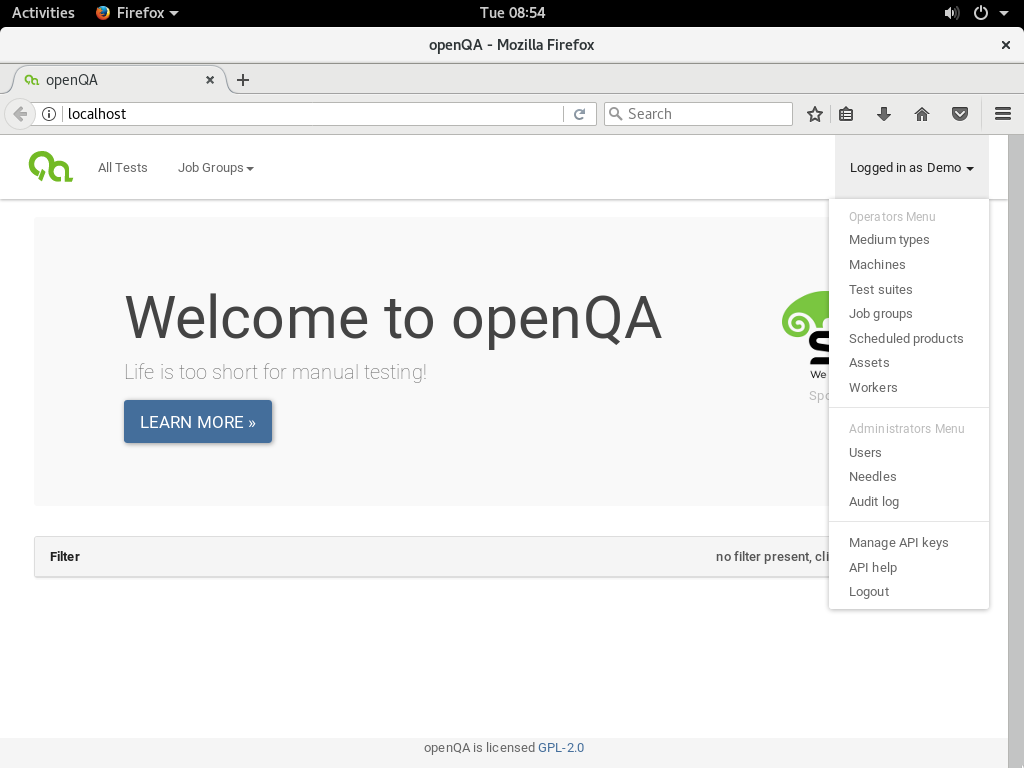 Activities Firefox Tue 08:54
openQA - Mozilla Firefox
openQA
localhost Search
All Tests Job Groups Logged in as Demo
Operators Menu
Medium types
Machines
Test suites
Job groups
Scheduled products
Assets
Workers
Administrators Menu
Users
Needles
Audit log
Manage API keys
API help
Logout
Welcome to openQA
Life is too short for manual testing!
LEARN MORE »
We
Filter no filter present,
openQA is licensed GPL-2.0